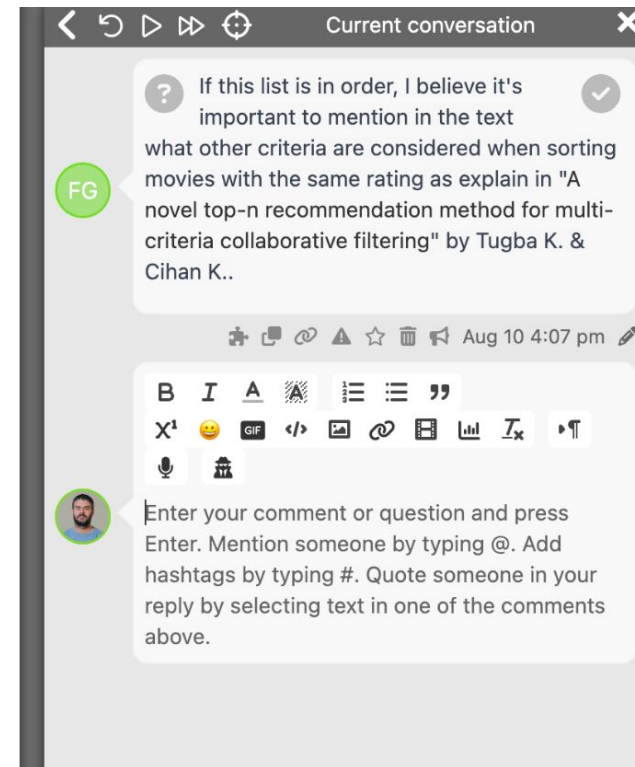 Current conversation
?
If this list is in order, I believe it's
important to mention in the text
what other criteria are considered when sorting
movies with the same rating as explain in "A
novel top-n recommendation method for multi-
criteria collaborative filtering" by Tugba K. &
Cihan K..
FG
Aug 10 4:07 pm
B I A A
X¹ GIF </> Tx ¶
Enter your comment or question and press
Enter. Mention someone by typing @. Add
hashtags by typing #. Quote someone in your
reply by selecting text in one of the comments
above.